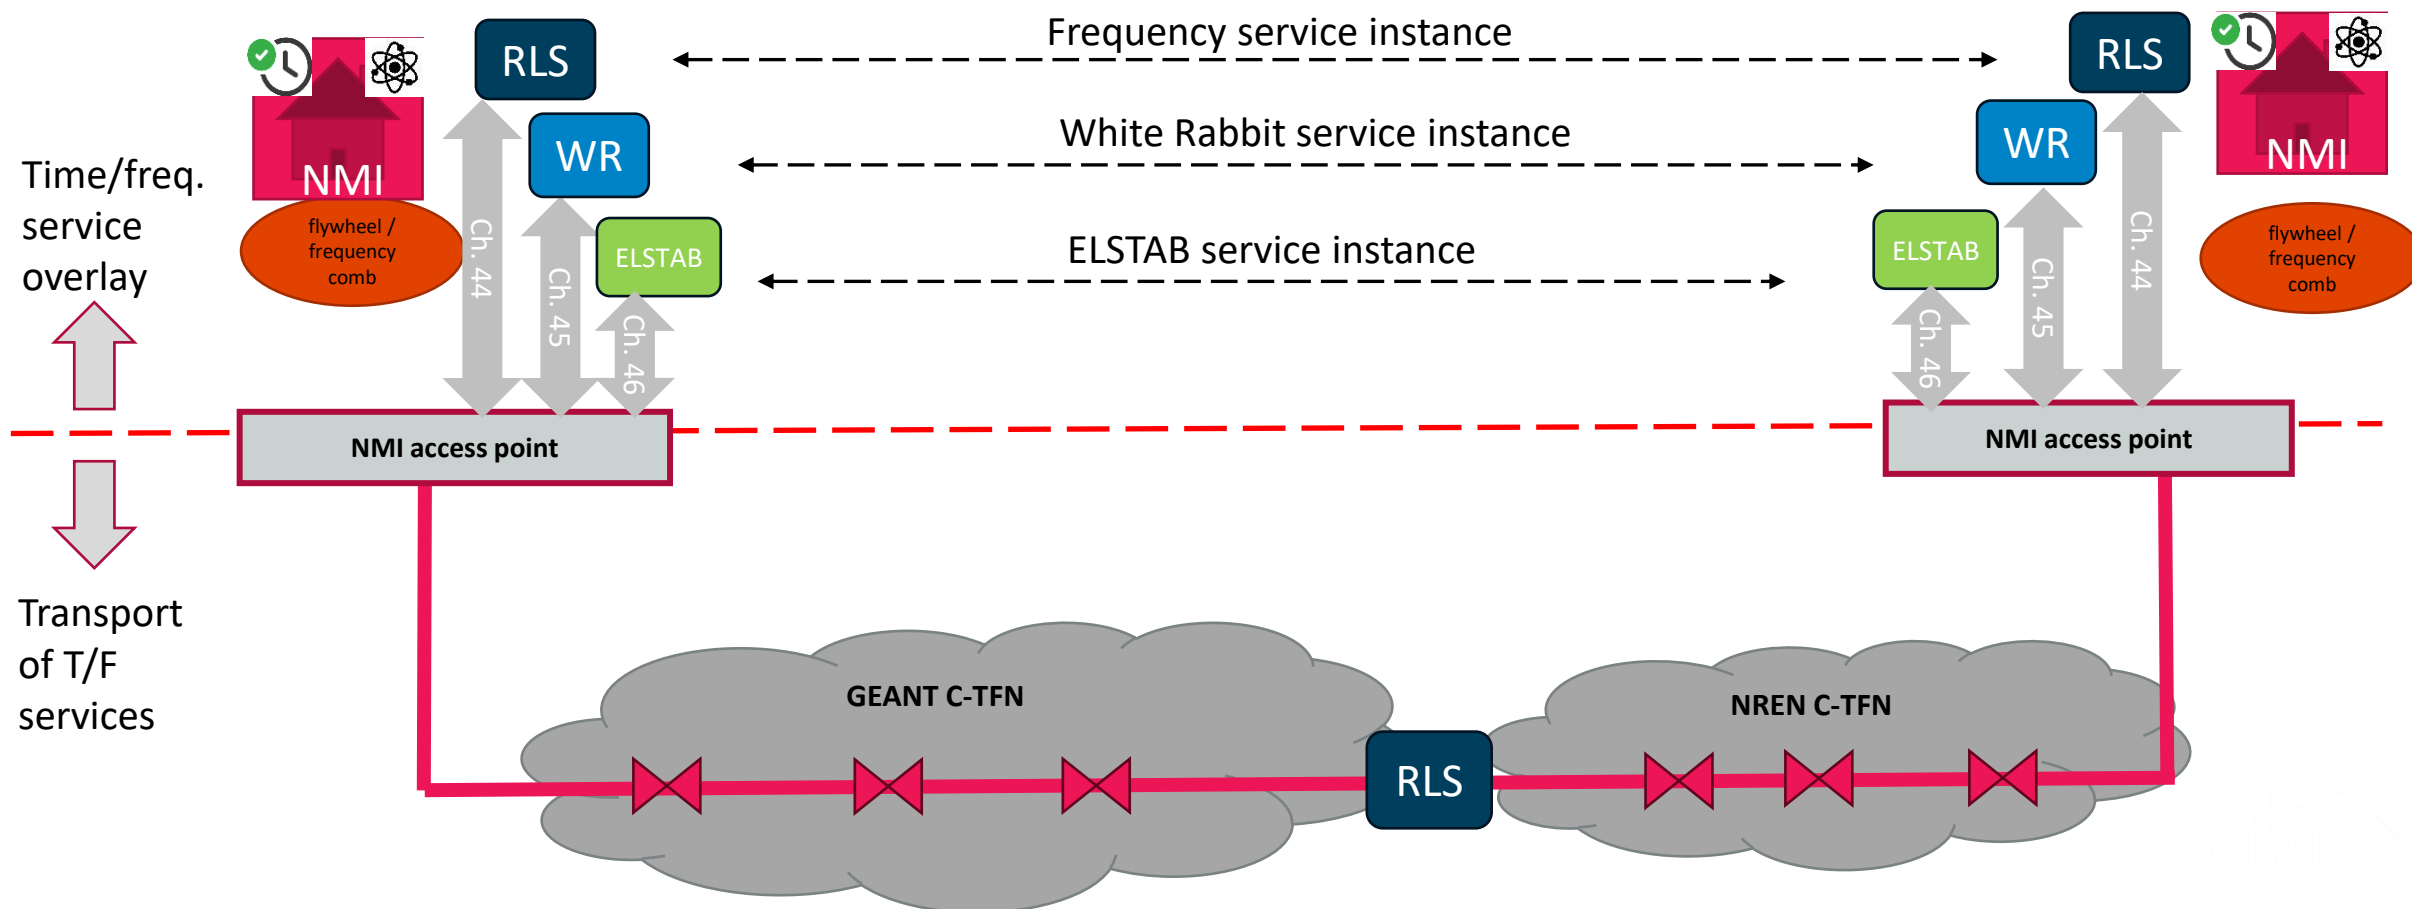 Frequency service instance
RLS
RLS
NMI
WR
White Rabbit service instance
WR
NMI
Time/freq.
service
overlay
flywheel /
frequency
comb
Ch. 44
Ch. 45
ELSTAB
Ch. 46
ELSTAB service instance
ELSTAB
Ch. 46
Ch. 45
Ch. 44
flywheel /
frequency
comb
NMI access point
NMI access point
Transport
of T/F
services
GEANT C-TFN
NREN C-TFN
RLS